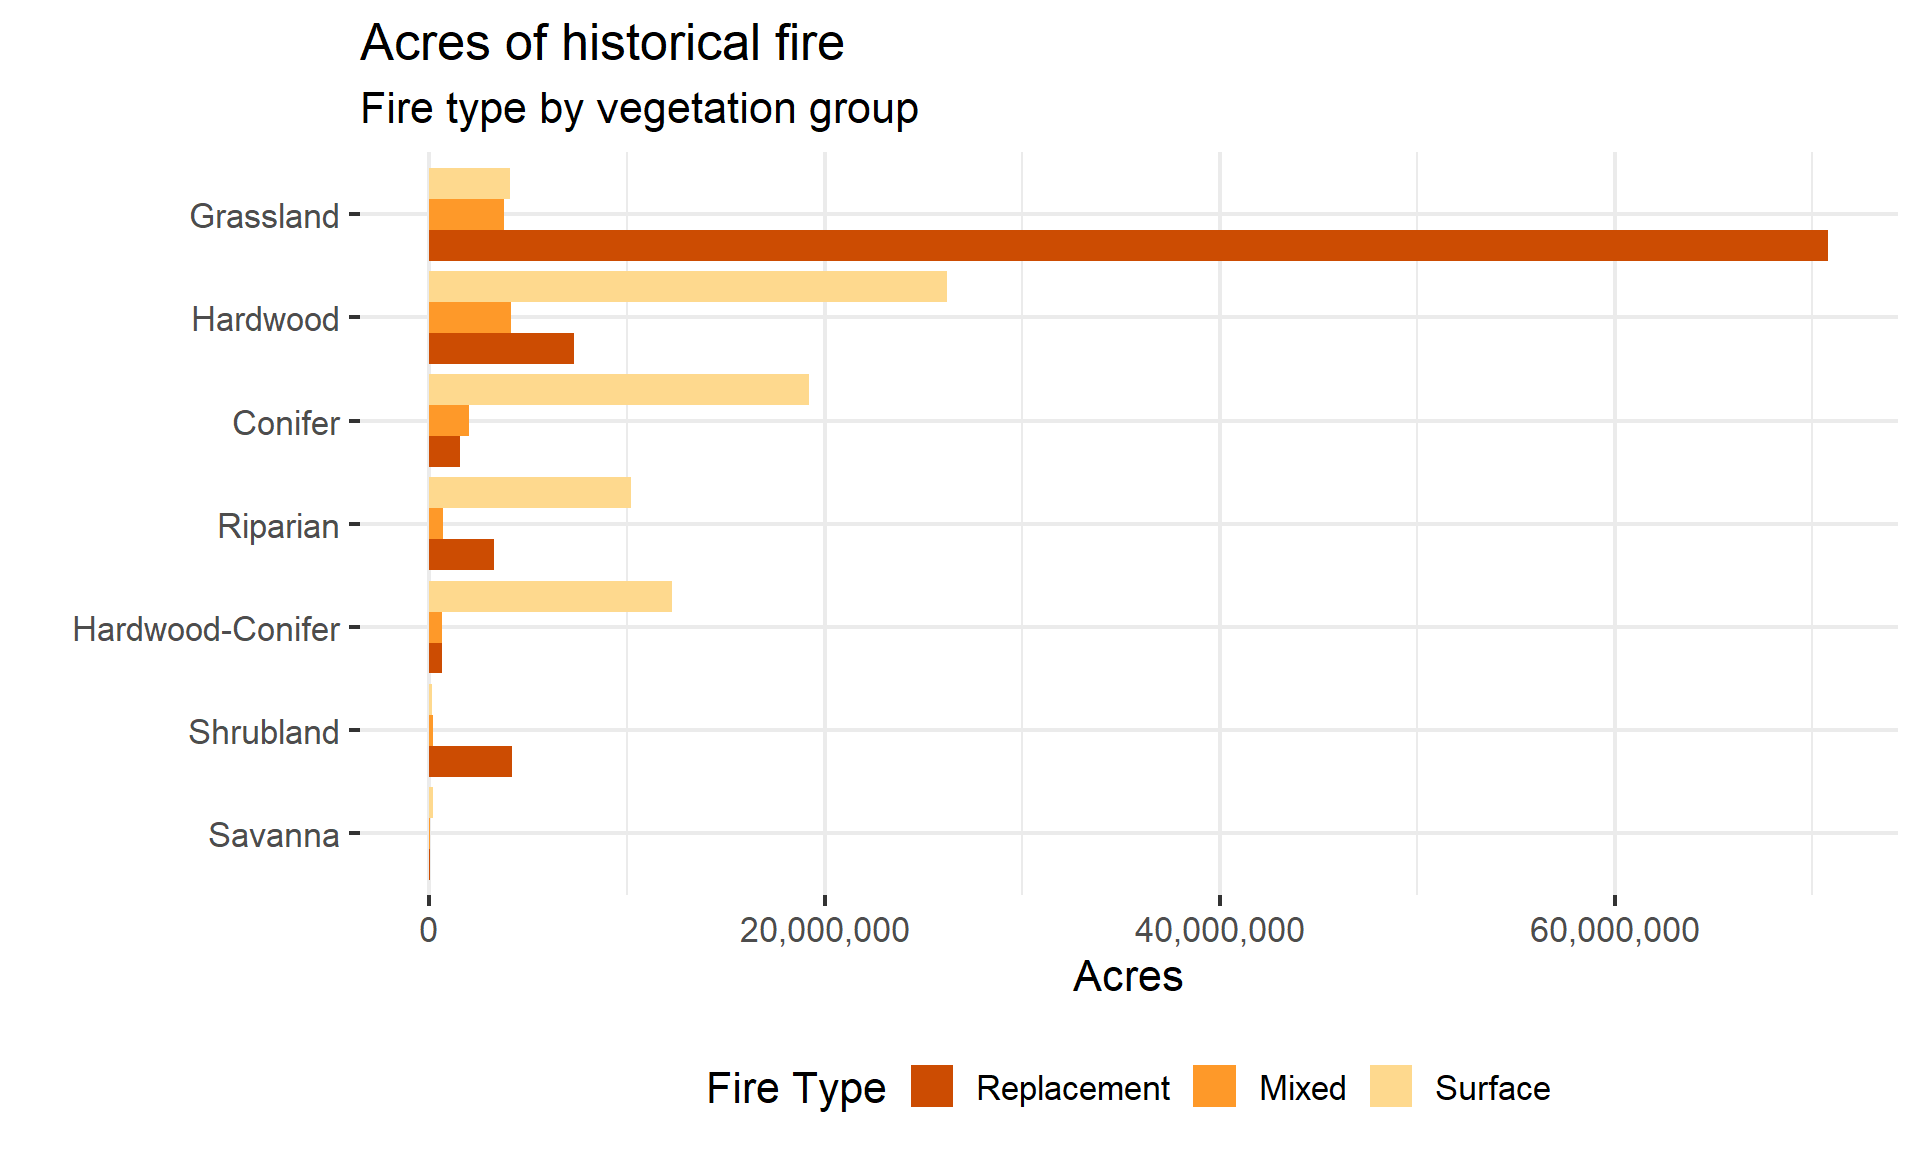 Acres of historical fire
Fire type by vegetation group
Grassland
Hardwood
Conifer
Riparian
Hardwood-Conifer
Shrubland
Savanna
0 20,000,000 40,000,000 60,000,000
Acres
Fire Type Replacement Mixed Surface